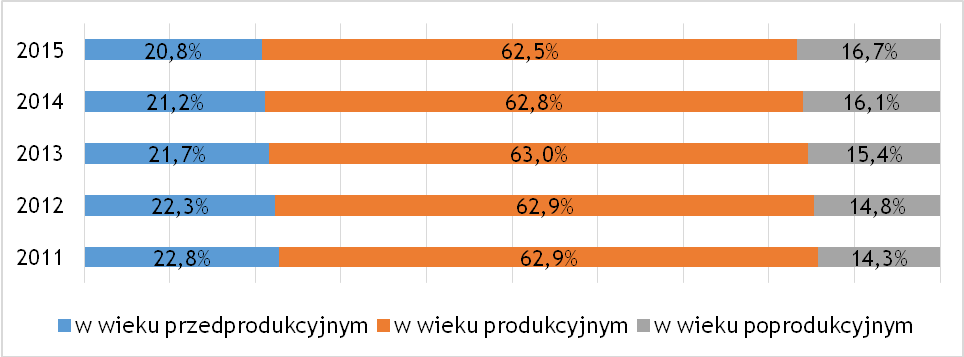 2015 20,8% 62,5% 16,7%
2014 21,2% 62,8% 16,1%
2013 21,7% 63,0% 15,4%
2012 22,3% 62,9% 14,8%
2011 22,8% 62,9% 14,3%
w wieku przedprodukcyjnym w wieku produkcyjnym w wieku poprodukcyjnym